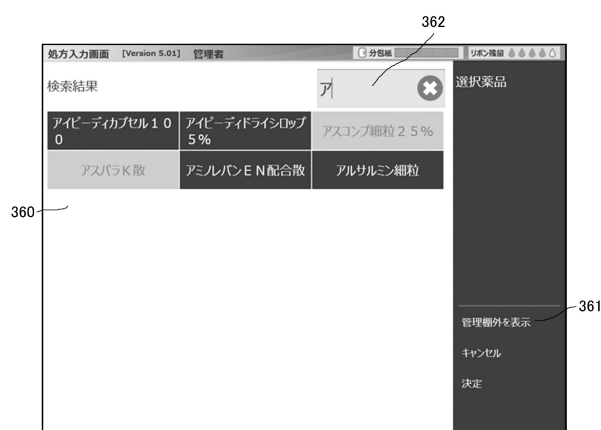 362
処方入力画面 [Version 5.01] 管理者 分包紙 リボン残量
検索結果
ア
選択薬品
アイピーディカプセル10
0
アイピーディドライシロップ
5%
アスコンプ細粒25%
アスパラK散
アミノレバンEN配合散
アルサルミン細粒
360
361
管理棚外を表示
キャンセル
決定